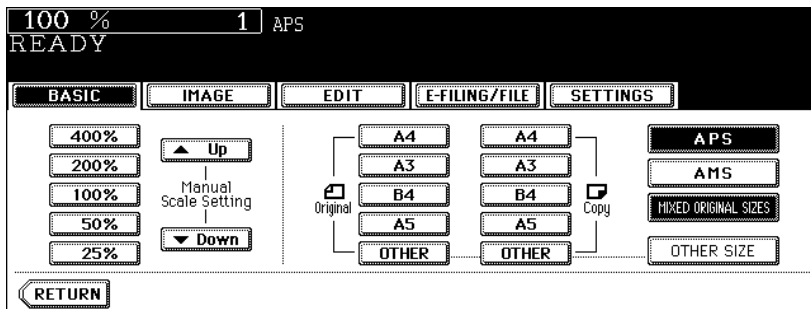 100 % 1 APS
READY
BASIC IMAGE EDIT E-FILING/FILE SETTINGS
400% Up A4 A4 APS
200% A3 A3 AMS
100% Manual Scale Setting Original B4 B4 Copy MIXED ORIGINAL SIZES
50% Down A5 A5
25% OTHER OTHER OTHER SIZE
RETURN